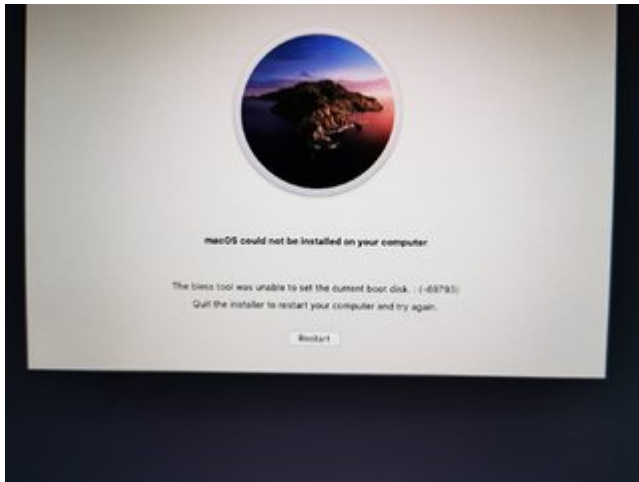 macOS could not be installed on your computer
The bless tool was unable to set the current boot disk. : (-69793)
Quit the installer to restart your computer and try again.
Restart